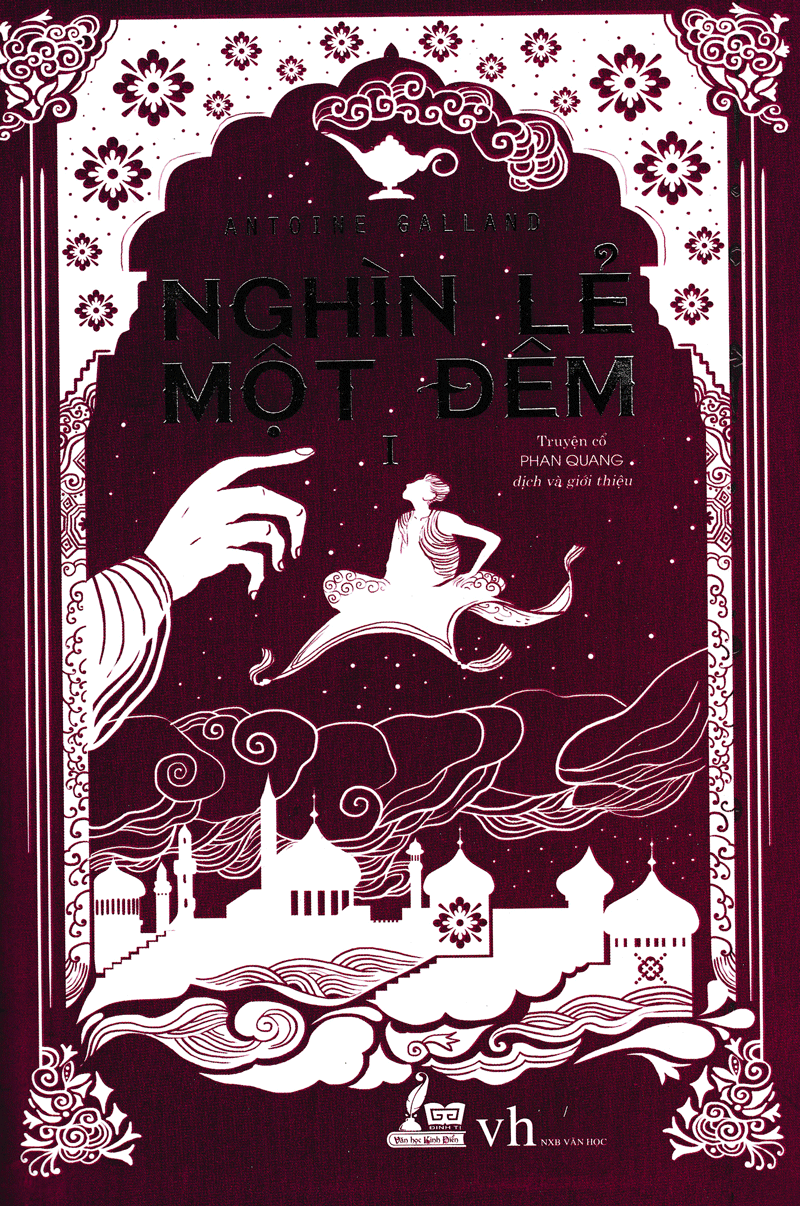 ANTOINE GALLAND
NGHÌN LẺ
MỘT ĐÊM
I
Truyện cổ
PHAN QUANG
dịch và giới thiệu
ĐINH TỊ
Văn học Kinh Điển
vh
NXB VĂN HỌC